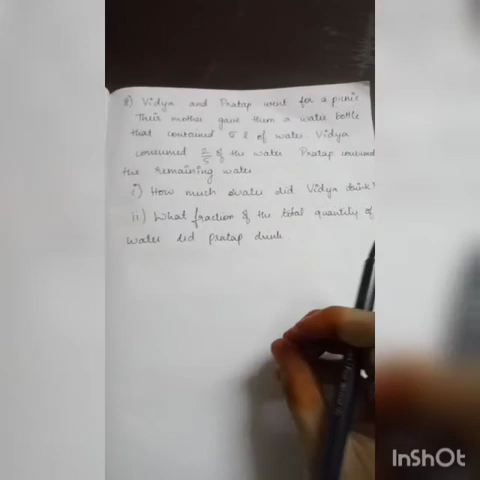 8) Vidya and Pratap went for a picnic
Their mother gave them a water bottle
that contained 5 l of water. Vidya
consumed 2/5 of the water Pratap consumed
the remaining water
i) How much water did Vidya drink?
ii) What fraction of the total quantity of
water did pratap drink.
InShOt